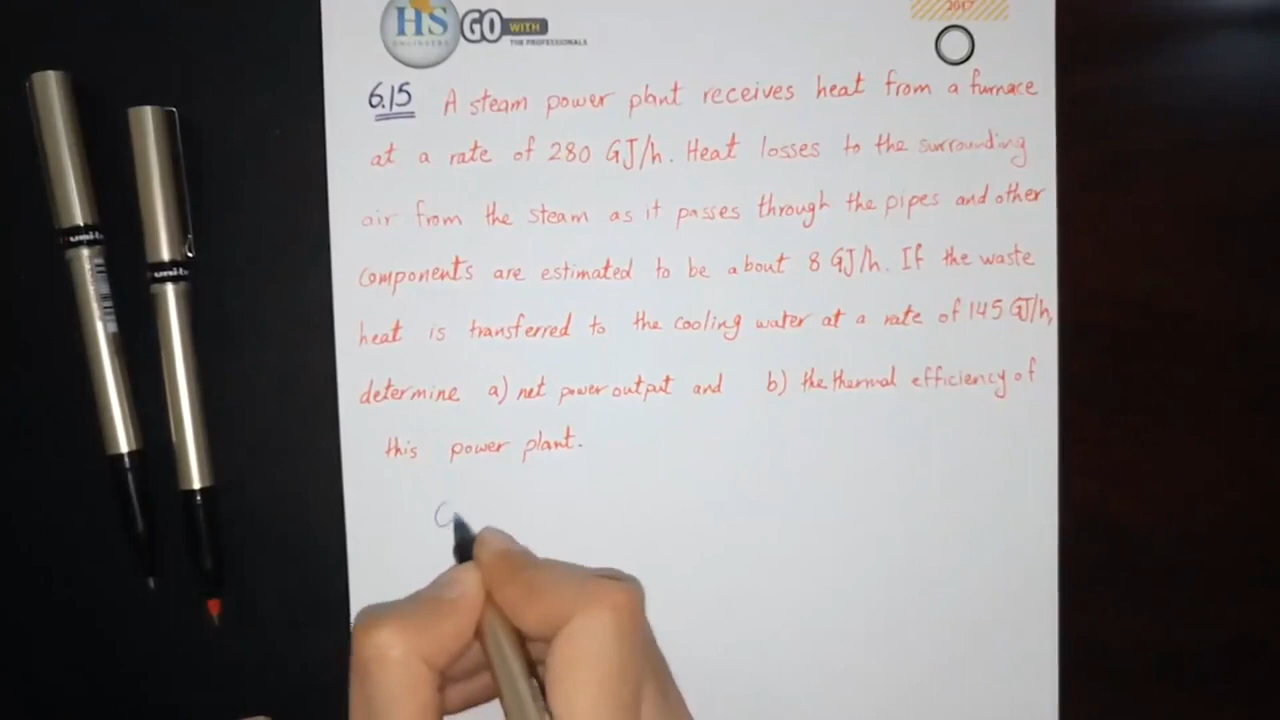 HS
ENGINEERS
GO WITH
THE PROFESSIONALS
2017
6.15 A steam power plant receives heat from a furnace
at a rate of 280 GJ/h. Heat losses to the surrounding
air from the steam as it passes through the pipes and other
components are estimated to be about 8 GJ/h. If the waste
heat is transferred to the cooling water at a rate of 145 GJ/h,
determine a) net power output and b) the thermal efficiency of
this power plant.